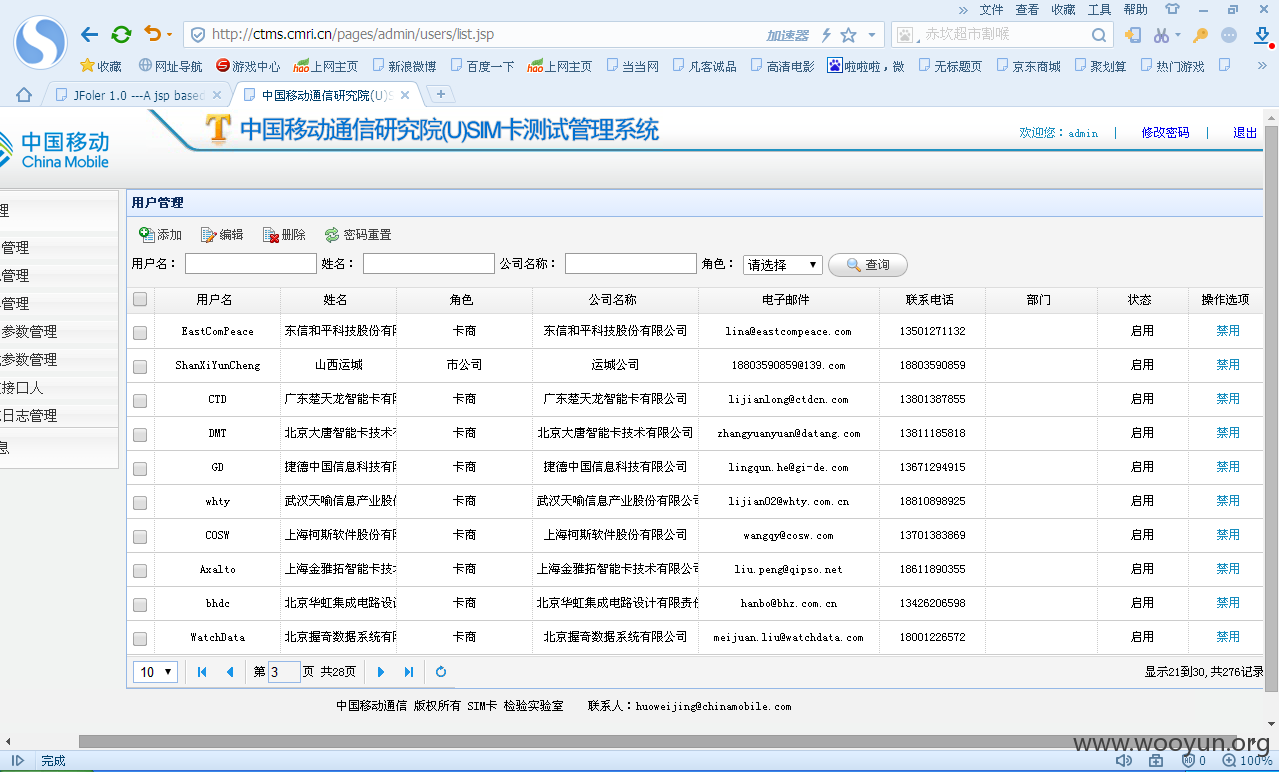 » 文件 查看 收藏 工具 帮助
http://ctms.cmri.cn/pages/admin/users/list.jsp 加速器 赤坎超市割喉
收藏 网址导航 游戏中心 hao上网主页 新浪微博 百度一下 hao上网主页 当当网 凡客诚品 高清电影 啦啦啦，微 无标题页 京东商城 聚划算 热门游戏 »
JFoler 1.0 ---A jsp based 中国移动通信研究院(U)S
中国移动
China Mobile
中国移动通信研究院(U)SIM卡测试管理系统
欢迎您：admin | 修改密码 | 退出
理
管理
管理
管理
参数管理
参数管理
接口人
日志管理
息
用户管理
添加 编辑 删除 密码重置
用户名： 姓名： 公司名称： 角色： 请选择 查询
用户名 姓名 角色 公司名称 电子邮件 联系电话 部门 状态 操作选项
EastComPeace 东信和平科技股份有限 卡商 东信和平科技股份有限公司 lina@eastcompeace.com 13501271132 启用 禁用
ShanXiYunCheng 山西运城 市公司 运城公司 18803590859@139.com 18803590859 启用 禁用
CTD 广东楚天龙智能卡有限 卡商 广东楚天龙智能卡有限公司 lijianlong@ctdcn.com 13801387855 启用 禁用
DMT 北京大唐智能卡技术 卡商 北京大唐智能卡技术有限公司 zhangyuanyuan@datang.com 13811185818 启用 禁用
GD 捷德中国信息科技有限 卡商 捷德中国信息科技有限公司 lingqun.he@gi-de.com 13671294915 启用 禁用
whty 武汉天喻信息产业股份 卡商 武汉天喻信息产业股份有限公司 lijian02@whty.com.cn 18810898925 启用 禁用
COSW 上海柯斯软件股份有限 卡商 上海柯斯软件股份有限公司 wangqy@cosw.com 13701383869 启用 禁用
Axalto 上海金雅拓智能卡技 卡商 上海金雅拓智能卡技术有限公司 liu.peng@qipso.net 18611890355 启用 禁用
bhdc 北京华虹集成电路设计 卡商 北京华虹集成电路设计有限责任 hanbo@bhz.com.cn 13426206598 启用 禁用
WatchData 北京握奇数据系统有限 卡商 北京握奇数据系统有限公司 meijuan.liu@watchdata.com 18001226572 启用 禁用
10 第 3 页 共28页 显示21到30,共276记录
中国移动通信 版权所有 SIM卡 检验实验室 联系人：huoweijing@chinamobile.com
www.wooyun.org
完成 0 100%